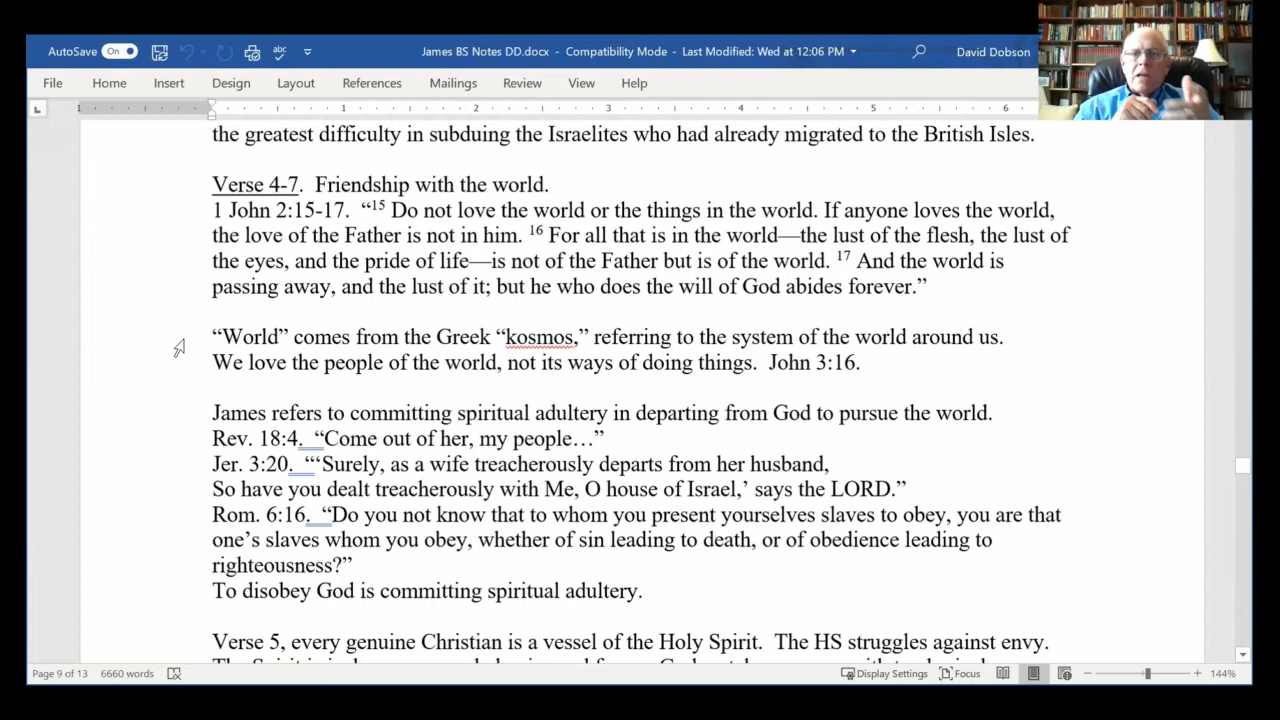 AutoSave On
James BS Notes DD.docx - Compatibility Mode - Last Modified: Wed at 12:06 PM
David Dobson
File Home Insert Design Layout References Mailings Review View Help
1 1 2 3 4 5 6
the greatest difficulty in subduing the Israelites who had already migrated to the British Isles.
Verse 4-7. Friendship with the world.
1 John 2:15-17. “15 Do not love the world or the things in the world. If anyone loves the world,
the love of the Father is not in him. 16 For all that is in the world—the lust of the flesh, the lust of
the eyes, and the pride of life—is not of the Father but is of the world. 17 And the world is
passing away, and the lust of it; but he who does the will of God abides forever.”
“World” comes from the Greek “kosmos,” referring to the system of the world around us.
We love the people of the world, not its ways of doing things. John 3:16.
James refers to committing spiritual adultery in departing from God to pursue the world.
Rev. 18:4. “Come out of her, my people…”
Jer. 3:20. “‘Surely, as a wife treacherously departs from her husband,
So have you dealt treacherously with Me, O house of Israel,’ says the LORD.”
Rom. 6:16. “Do you not know that to whom you present yourselves slaves to obey, you are that
one’s slaves whom you obey, whether of sin leading to death, or of obedience leading to
righteousness?”
To disobey God is committing spiritual adultery.
Verse 5, every genuine Christian is a vessel of the Holy Spirit. The HS struggles against envy.
Page 9 of 13 6660 words Display Settings Focus 144%